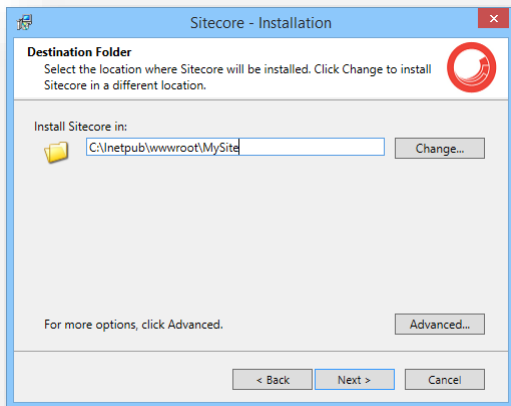 Sitecore - Installation
Destination Folder
Select the location where Sitecore will be installed. Click Change to install
Sitecore in a different location.
Install Sitecore in:
C:\Inetpub\wwwroot\MySite
Change...
For more options, click Advanced.
Advanced...
< Back
Next >
Cancel